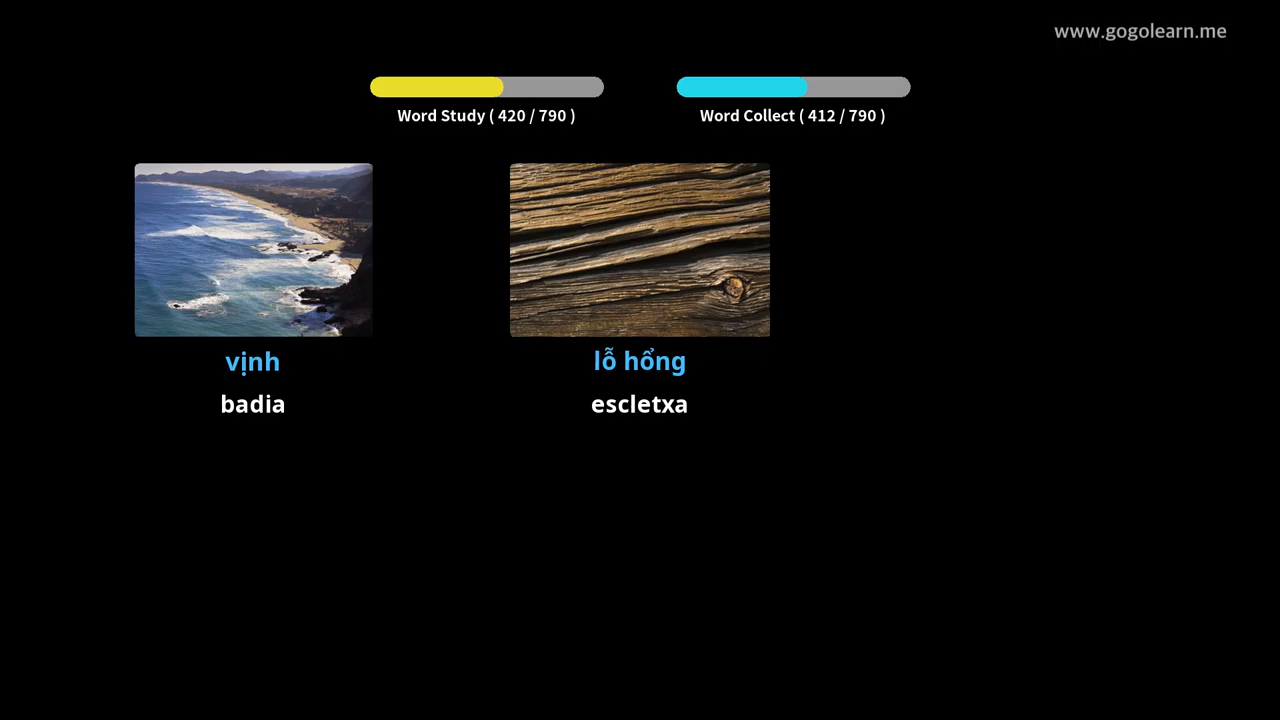 www.gogolearn.me
Word Study ( 420 / 790 )
Word Collect ( 412 / 790 )
vịnh
badia
lỗ hổng
escletxa